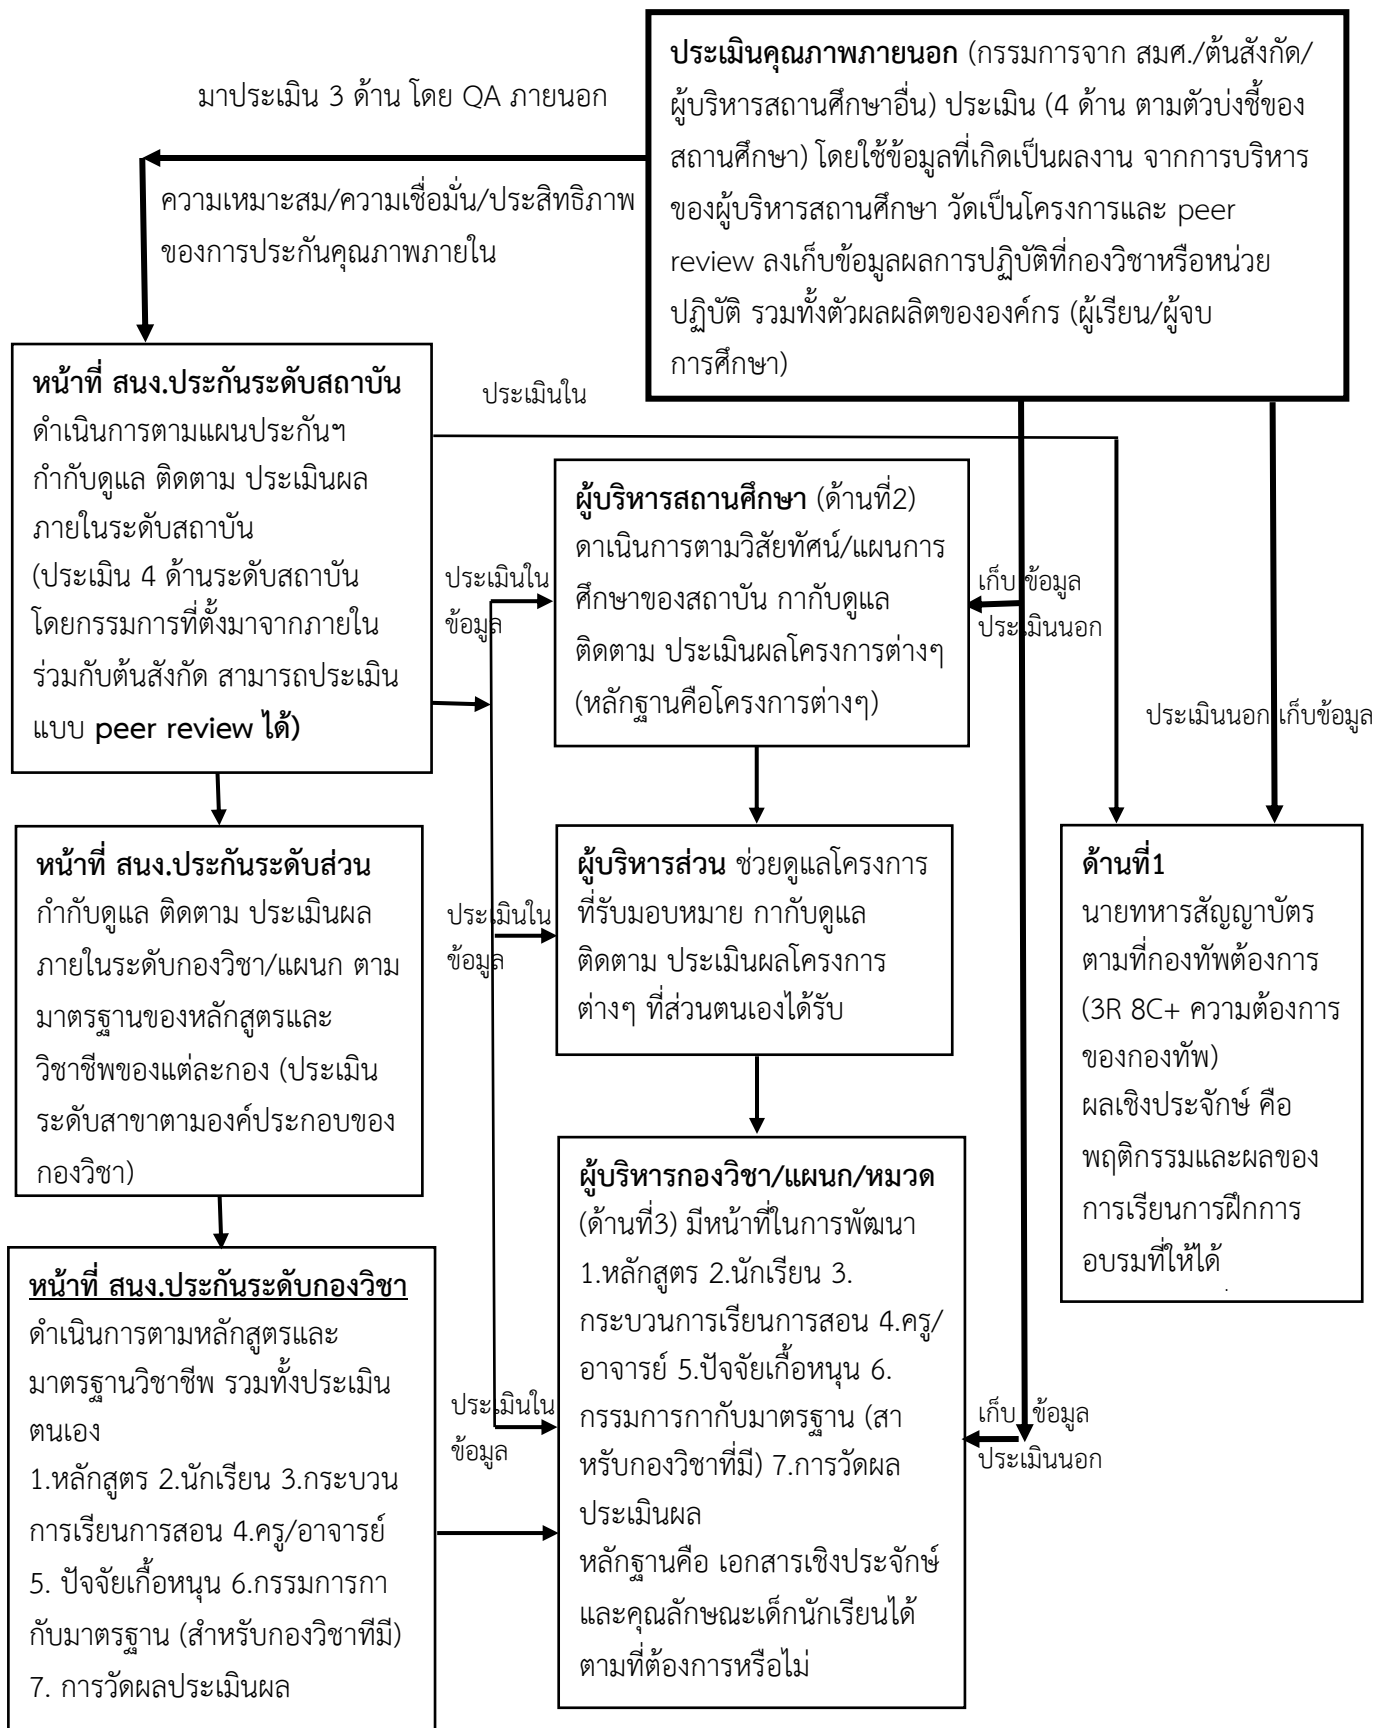 ประเมินคุณภาพภายนอก (กรรมการจาก สมศ./ต้นสังกัด/
ผู้บริหารสถานศึกษาอื่น) ประเมิน (4 ด้าน ตามตัวบ่งชี้ของ
สถานศึกษา) โดยใช้ข้อมูลที่เกิดเป็นผลงาน จากการบริหาร
ของผู้บริหารสถานศึกษา วัดเป็นโครงการและ peer
review ลงเก็บข้อมูลผลการปฏิบัติที่กองวิชาหรือหน่วย
ปฏิบัติ รวมทั้งตัวผลผลิตขององค์กร (ผู้เรียน/ผู้จบ
การศึกษา)
มาประเมิน 3 ด้าน โดย QA ภายนอก
ความเหมาะสม/ความเชื่อมั่น/ประสิทธิภาพ
ของการประกันคุณภาพภายใน
หน้าที่ สนง.ประกันระดับสถาบัน
ดำเนินการตามแผนประกันฯ
กำกับดูแล ติดตาม ประเมินผล
ภายในระดับสถาบัน
(ประเมิน 4 ด้านระดับสถาบัน
โดยกรรมการที่ตั้งมาจากภายใน
ร่วมกับต้นสังกัด สามารถประเมิน
แบบ peer review ได้)
ประเมินใน
ประเมินใน
ข้อมูล
ผู้บริหารสถานศึกษา (ด้านที่2)
ดาเนินการตามวิสัยทัศน์/แผนการ
ศึกษาของสถาบัน กากับดูแล
ติดตาม ประเมินผลโครงการต่างๆ
(หลักฐานคือโครงการต่างๆ)
เก็บ ข้อมูล
ประเมินนอก
ประเมินนอก เก็บข้อมูล
หน้าที่ สนง.ประกันระดับส่วน
กำกับดูแล ติดตาม ประเมินผล
ภายในระดับกองวิชา/แผนก ตาม
มาตรฐานของหลักสูตรและ
วิชาชีพของแต่ละกอง (ประเมิน
ระดับสาขาตามองค์ประกอบของ
กองวิชา)
ประเมินใน
ข้อมูล
ผู้บริหารส่วน ช่วยดูแลโครงการ
ที่รับมอบหมาย กากับดูแล
ติดตาม ประเมินผลโครงการ
ต่างๆ ที่ส่วนตนเองได้รับ
ด้านที่1
นายทหารสัญญาบัตร
ตามที่กองทัพต้องการ
(3R 8C+ ความต้องการ
ของกองทัพ)
ผลเชิงประจักษ์ คือ
พฤติกรรมและผลของ
การเรียนการฝึกการ
อบรมที่ให้ได้
หน้าที่ สนง.ประกันระดับกองวิชา
ดำเนินการตามหลักสูตรและ
มาตรฐานวิชาชีพ รวมทั้งประเมิน
ตนเอง
1.หลักสูตร 2.นักเรียน 3.กระบวน
การเรียนการสอน 4.ครู/อาจารย์
5. ปัจจัยเกื้อหนุน 6.กรรมการกา
กับมาตรฐาน (สำหรับกองวิชาทีมี)
7. การวัดผลประเมินผล
ประเมินใน
ข้อมูล
ผู้บริหารกองวิชา/แผนก/หมวด
(ด้านที่3) มีหน้าที่ในการพัฒนา
1.หลักสูตร 2.นักเรียน 3.
กระบวนการเรียนการสอน 4.ครู/
อาจารย์ 5.ปัจจัยเกื้อหนุน 6.
กรรมการกากับมาตรฐาน (สา
หรับกองวิชาที่มี) 7.การวัดผล
ประเมินผล
หลักฐานคือ เอกสารเชิงประจักษ์
และคุณลักษณะเด็กนักเรียนได้
ตามที่ต้องการหรือไม่
เก็บ ข้อมูล
ประเมินนอก